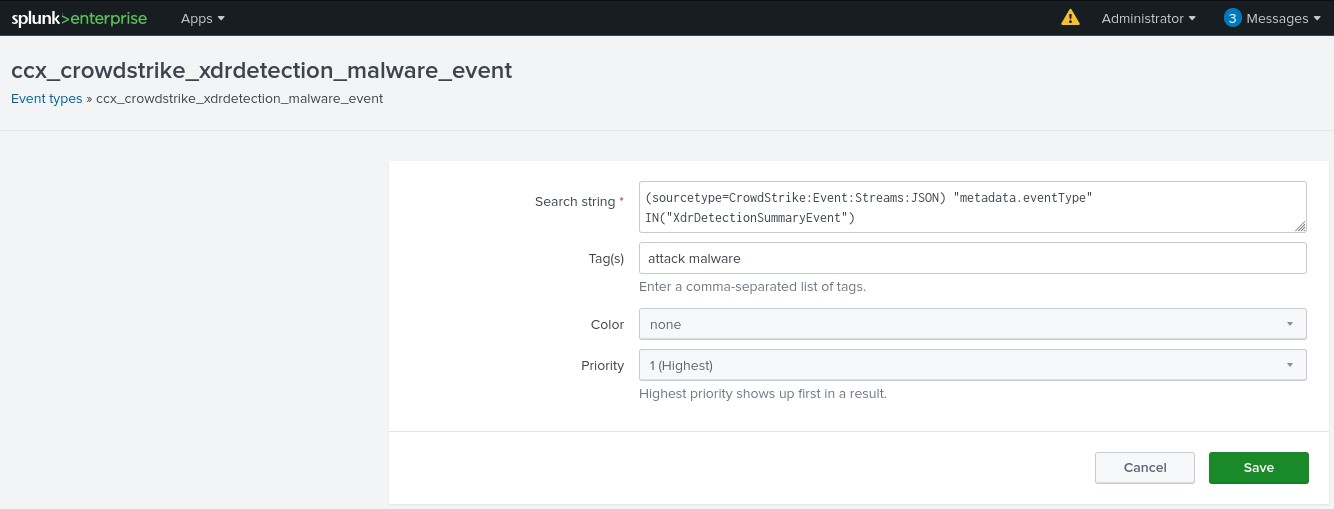 splunk>enterprise Apps Administrator 3 Messages
ccx_crowdstrike_xdrdetection_malware_event
Event types » ccx_crowdstrike_xdrdetection_malware_event
Search string * (sourcetype=CrowdStrike:Event:Streams:JSON) "metadata.eventType"
IN("XdrDetectionSummaryEvent")
Tag(s) attack malware
Enter a comma-separated list of tags.
Color none
Priority 1 (Highest)
Highest priority shows up first in a result.
Cancel Save